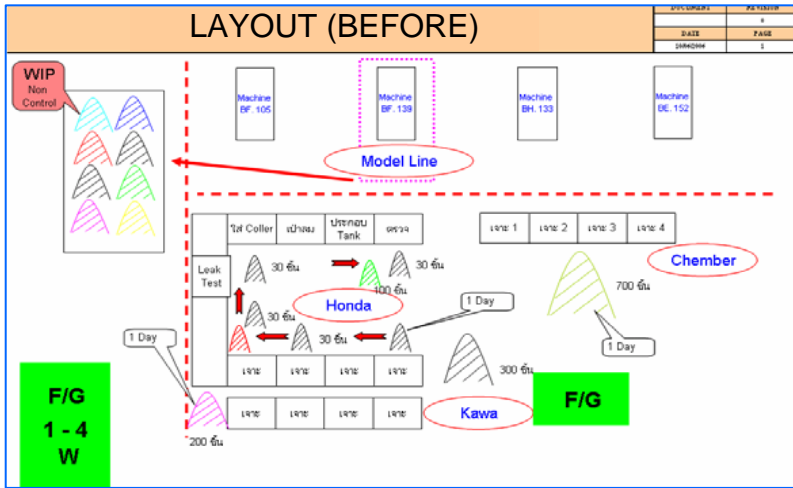 LAYOUT (BEFORE)
DOCUMENT
REVISION
0
DATE
PAGE
1
WIP
Non
Control
Machine
BF. 105
Machine
BF. 139
Machine
BH. 133
Machine
BE. 152
Model Line
ใส่ Coller
เป่าลม
ประกอบ
Tank
ตรวจ
เจาะ 1
เจาะ 2
เจาะ 3
เจาะ 4
Leak
Test
30 ชิ้น
30 ชิ้น
100 ชิ้น
Chember
700 ชิ้น
Honda
30 ชิ้น
1 Day
1 Day
30 ชิ้น
1 Day
300 ชิ้น
เจาะ
เจาะ
เจาะ
เจาะ
F/G
1 - 4
W
เจาะ
เจาะ
เจาะ
เจาะ
Kawa
F/G
200 ชิ้น